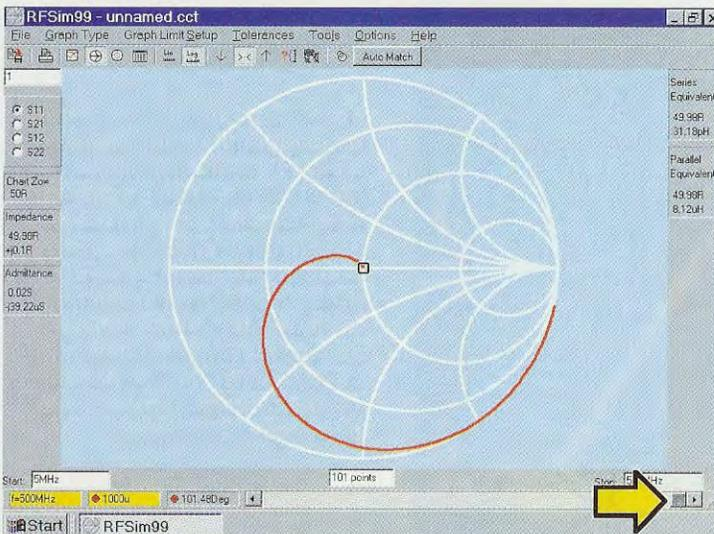 RFSim99 - unnamed.cct
File Graph Type Graph Limit Setup Tolerances Tools Options Help
Auto Match
1
S11
S21
S12
S22
Chart Zo=
50R
Impedance
49.98R
+j0.1R
Admittance
0.02S
-j39.22uS
Series
Equivalent
49.98R
31.18pH
Parallel
Equivalent
49.98R
8.12uH
Start: 5MHz
101 points
f=500MHz
1000u
101.48Deg
Start
RFSim99